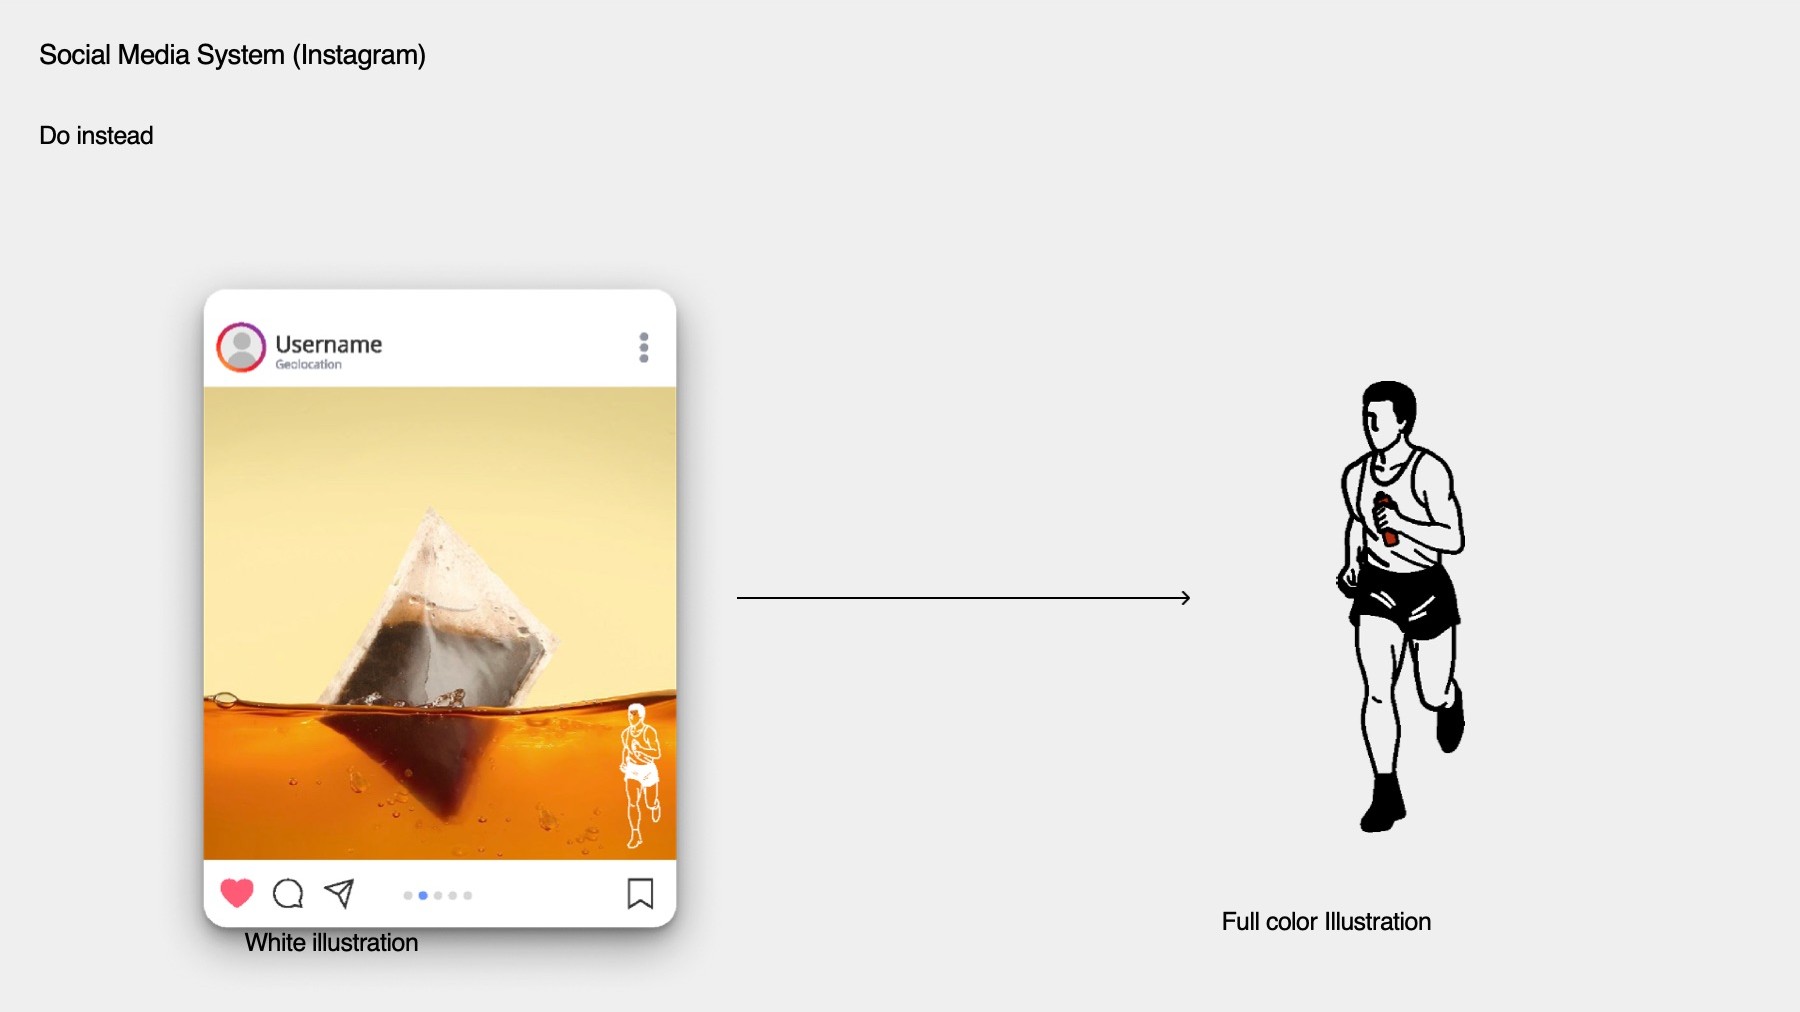 Social Media System (Instagram)
Do instead
Username
Geolocation
White illustration
Full color Illustration